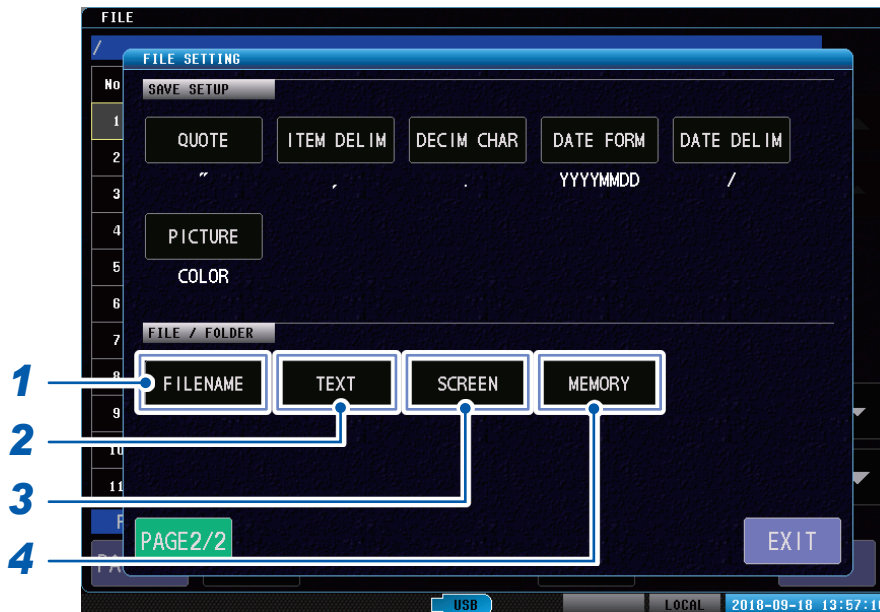 FILE
/
FILE SETTING
No
SAVE SETUP
1
QUOTE
ITEM DELIM
DECIM CHAR
DATE FORM
DATE DELIM
2
"
,
.
YYYYMMDD
/
3
4
PICTURE
5
COLOR
6
7
FILE / FOLDER
1
8
FILENAME
TEXT
SCREEN
MEMORY
9
2
10
11
3
PAGE2/2
EXIT
4
USB
LOCAL
2018-09-18 13:57:10